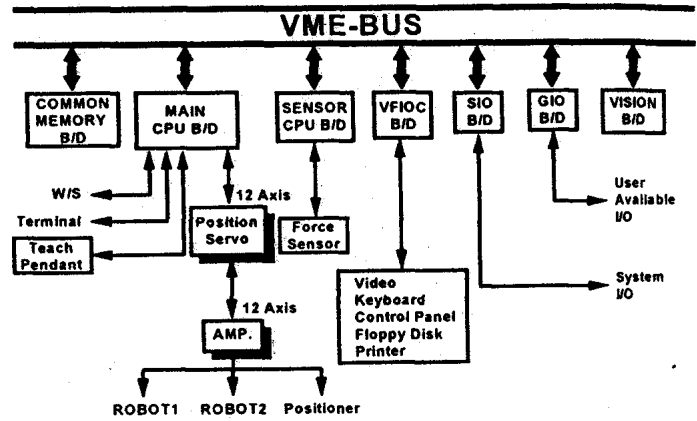 VME-BUS
COMMON
MEMORY
B/D
MAIN
CPU B/D
SENSOR
CPU B/D
VFIOC
B/D
SIO
B/D
GIO
B/D
VISION
B/D
W/S
Terminal
Teach
Pendant
12 Axis
Position
Servo
Force
Sensor
User
Available
I/O
System
I/O
Video
Keyboard
Control Panel
Floppy Disk
Printer
12 Axis
AMP.
ROBOT1
ROBOT2
Positioner